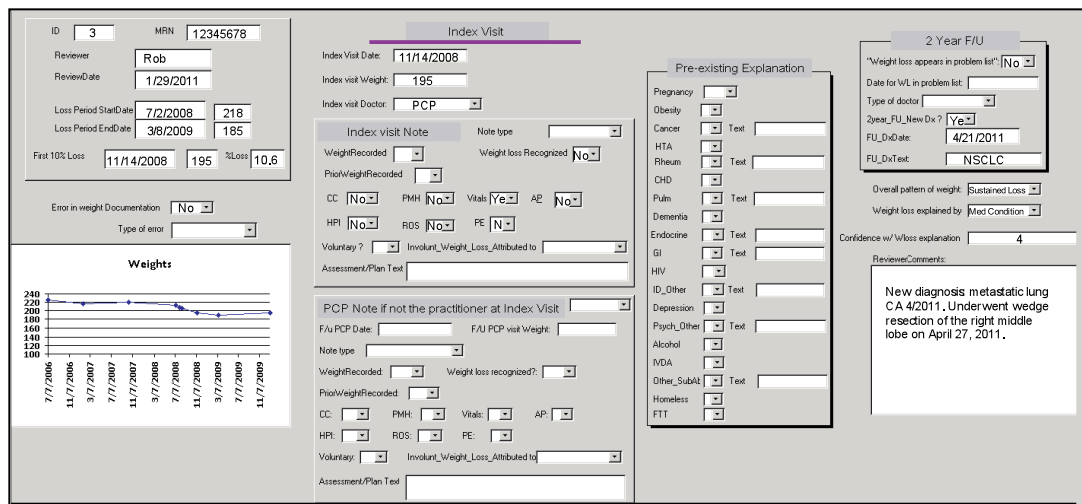 ID 3 MRN 12345678
Reviewer Rob
ReviewDate 1/29/2011
Loss Period StartDate 7/2/2008 218
Loss Period EndDate 3/8/2009 185
First 10% Loss 11/14/2008 195 %Loss 10.6
Error in weight Documentation No
Type of error
Weights
240
220
200
180
160
140
120
100
7/7/2006 11/7/2006 3/7/2007 7/7/2007 11/7/2007 3/7/2008 7/7/2008 11/7/2008 3/7/2009 7/7/2009 11/7/2009
Index Visit
Index Visit Date: 11/14/2008
Index visit Weight: 195
Index visit Doctor: PCP
Index visit Note Note type
WeightRecorded Weight loss Recognized No
PriorWeightRecorded
CC No PMH No Vitals Ye AP No
HPI No ROS No PE N
Voluntary ? Involunt_Weight_Loss_Attributed to
Assessment/Plan Text
PCP Note if not the practitioner at Index Visit
F/u PCP Date: F/U PCP visit Weight:
Note type
WeightRecorded: Weight loss recognized?:
PriorWeightRecorded:
CC: PMH: Vitals: AP:
HPI: ROS: PE:
Voluntary: Involunt_Weight_Loss_Attributed to
Assessment/Plan Text
Pre-existing Explanation
Pregnancy
Obesity
Cancer Text
HTA
Rheum Text
CHD
Pulm Text
Dementia
Endocrine Text
GI Text
HIV
ID_Other Text
Depression
Psych_Other Text
Alcohol
IVDA
Other_SubAb Text
Homeless
FTT
2 Year F/U
"Weight loss appears in problem list": No
Date for WL in problem list:
Type of doctor
2year_FU_New Dx ? Ye
FU_DxDate: 4/21/2011
FU_DxText: NSCLC
Overall pattern of weight: Sustained Loss
Weight loss explained by Med Condition
Confidence w/ Wloss explanation 4
ReviewerComments:
New diagnosis: metastatic lung
CA 4/2011. Underwent wedge
resection of the right middle
lobe on April 27, 2011.